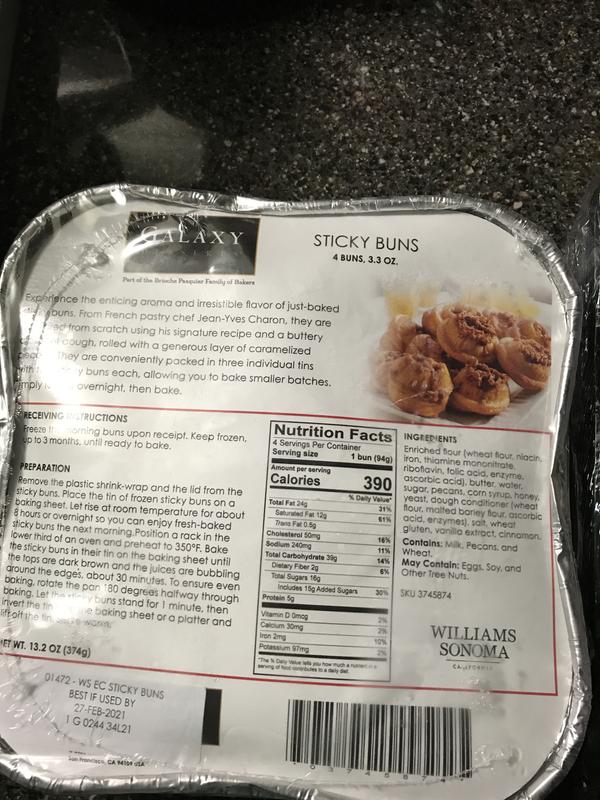 GALAXY
STICKY BUNS
4 BUNS, 3.3 OZ.
Part of the Brioche Pasquier Family of Bakers
Experience the enticing aroma and irresistible flavor of just-baked
buns. From French pastry chef Jean-Yves Charon, they are
from scratch using his signature recipe and a buttery
dough, rolled with a generous layer of caramelized
They are conveniently packed in three individual tins
buns each, allowing you to bake smaller batches.
overnight, then bake.
RECEIVING INSTRUCTIONS
Freeze morning buns upon receipt. Keep frozen,
up to 3 months, until ready to bake.
PREPARATION
Remove the plastic shrink-wrap and the lid from the
sticky buns. Place the tin of frozen sticky buns on a
baking sheet. Let rise at room temperature for about
8 hours or overnight so you can enjoy fresh-baked
sticky buns the next morning.Position a rack in the
lower third of an oven and preheat to 350°F. Bake
the sticky buns in their tin on the baking sheet until
the tops are dark brown and the juices are bubbling
around the edges, about 30 minutes. To ensure even
baking, rotate the pan 180 degrees halfway through
baking. Let the sticky buns stand for 1 minute, then
invert the tin baking sheet or a platter and
lift off the tin. warm.
NET WT. 13.2 OZ (374g)
Nutrition Facts
4 Servings Per Container
Serving size 1 bun (94g)
Amount per serving
Calories 390
% Daily Value*
Total Fat 24g 31%
Saturated Fat 12g 61%
Trans Fat 0.5g
Cholesterol 50mg 16%
Sodium 240mg 11%
Total Carbohydrate 39g 14%
Dietary Fiber 2g 6%
Total Sugars 16g
Includes 15g Added Sugars 30%
Protein 5g
Vitamin D 0mcg 2%
Calcium 30mg 2%
Iron 2mg 10%
Potassium 97mg 2%
*The % Daily Value tells you how much a nutrient in a
serving of food contributes to a daily diet.
INGREDIENTS
Enriched flour (wheat flour, niacin,
iron, thiamine mononitrate,
riboflavin, folic acid, enzyme,
ascorbic acid), butter, water,
sugar, pecans, corn syrup, honey,
yeast, dough conditioner (wheat
flour, malted barley flour, ascorbic
acid, enzymes), salt, wheat
gluten, vanilla extract, cinnamon.
Contains: Milk, Pecans, and
Wheat.
May Contain: Eggs, Soy, and
Other Tree Nuts.
SKU 3745874
WILLIAMS
SONOMA
CALIFORNIA
01472 - WS EC STICKY BUNS
BEST IF USED BY
27-FEB-2021
1 G 0244 34L21
San Francisco, CA 94109 USA